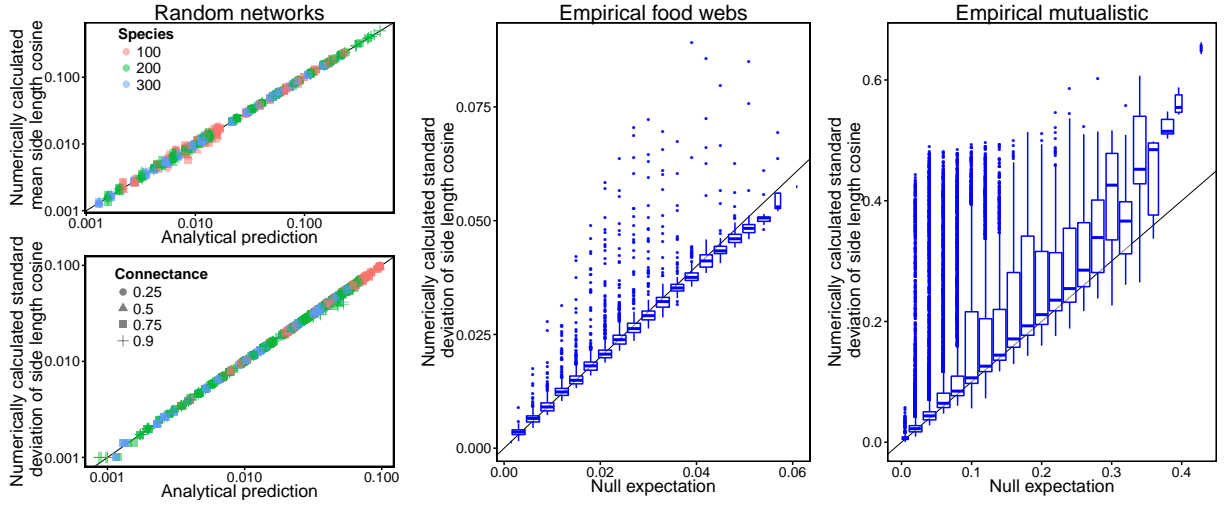 Random networks
Numerically calculated
mean side length cosine
0.100
0.010
0.001
Species
100
200
300
0.001
0.010
0.100
Analytical prediction
Numerically calculated standard
deviation of side length cosine
0.100
0.010
0.001
Connectance
0.25
0.5
0.75
0.9
0.001
0.010
0.100
Analytical prediction
Empirical food webs
Numerically calculated standard
deviation of side length cosine
0.075
0.050
0.025
0.000
0.00
0.02
0.04
0.06
Null expectation
Empirical mutualistic
Numerically calculated standard
deviation of side length cosine
0.6
0.4
0.2
0.0
0.0
0.1
0.2
0.3
0.4
Null expectation